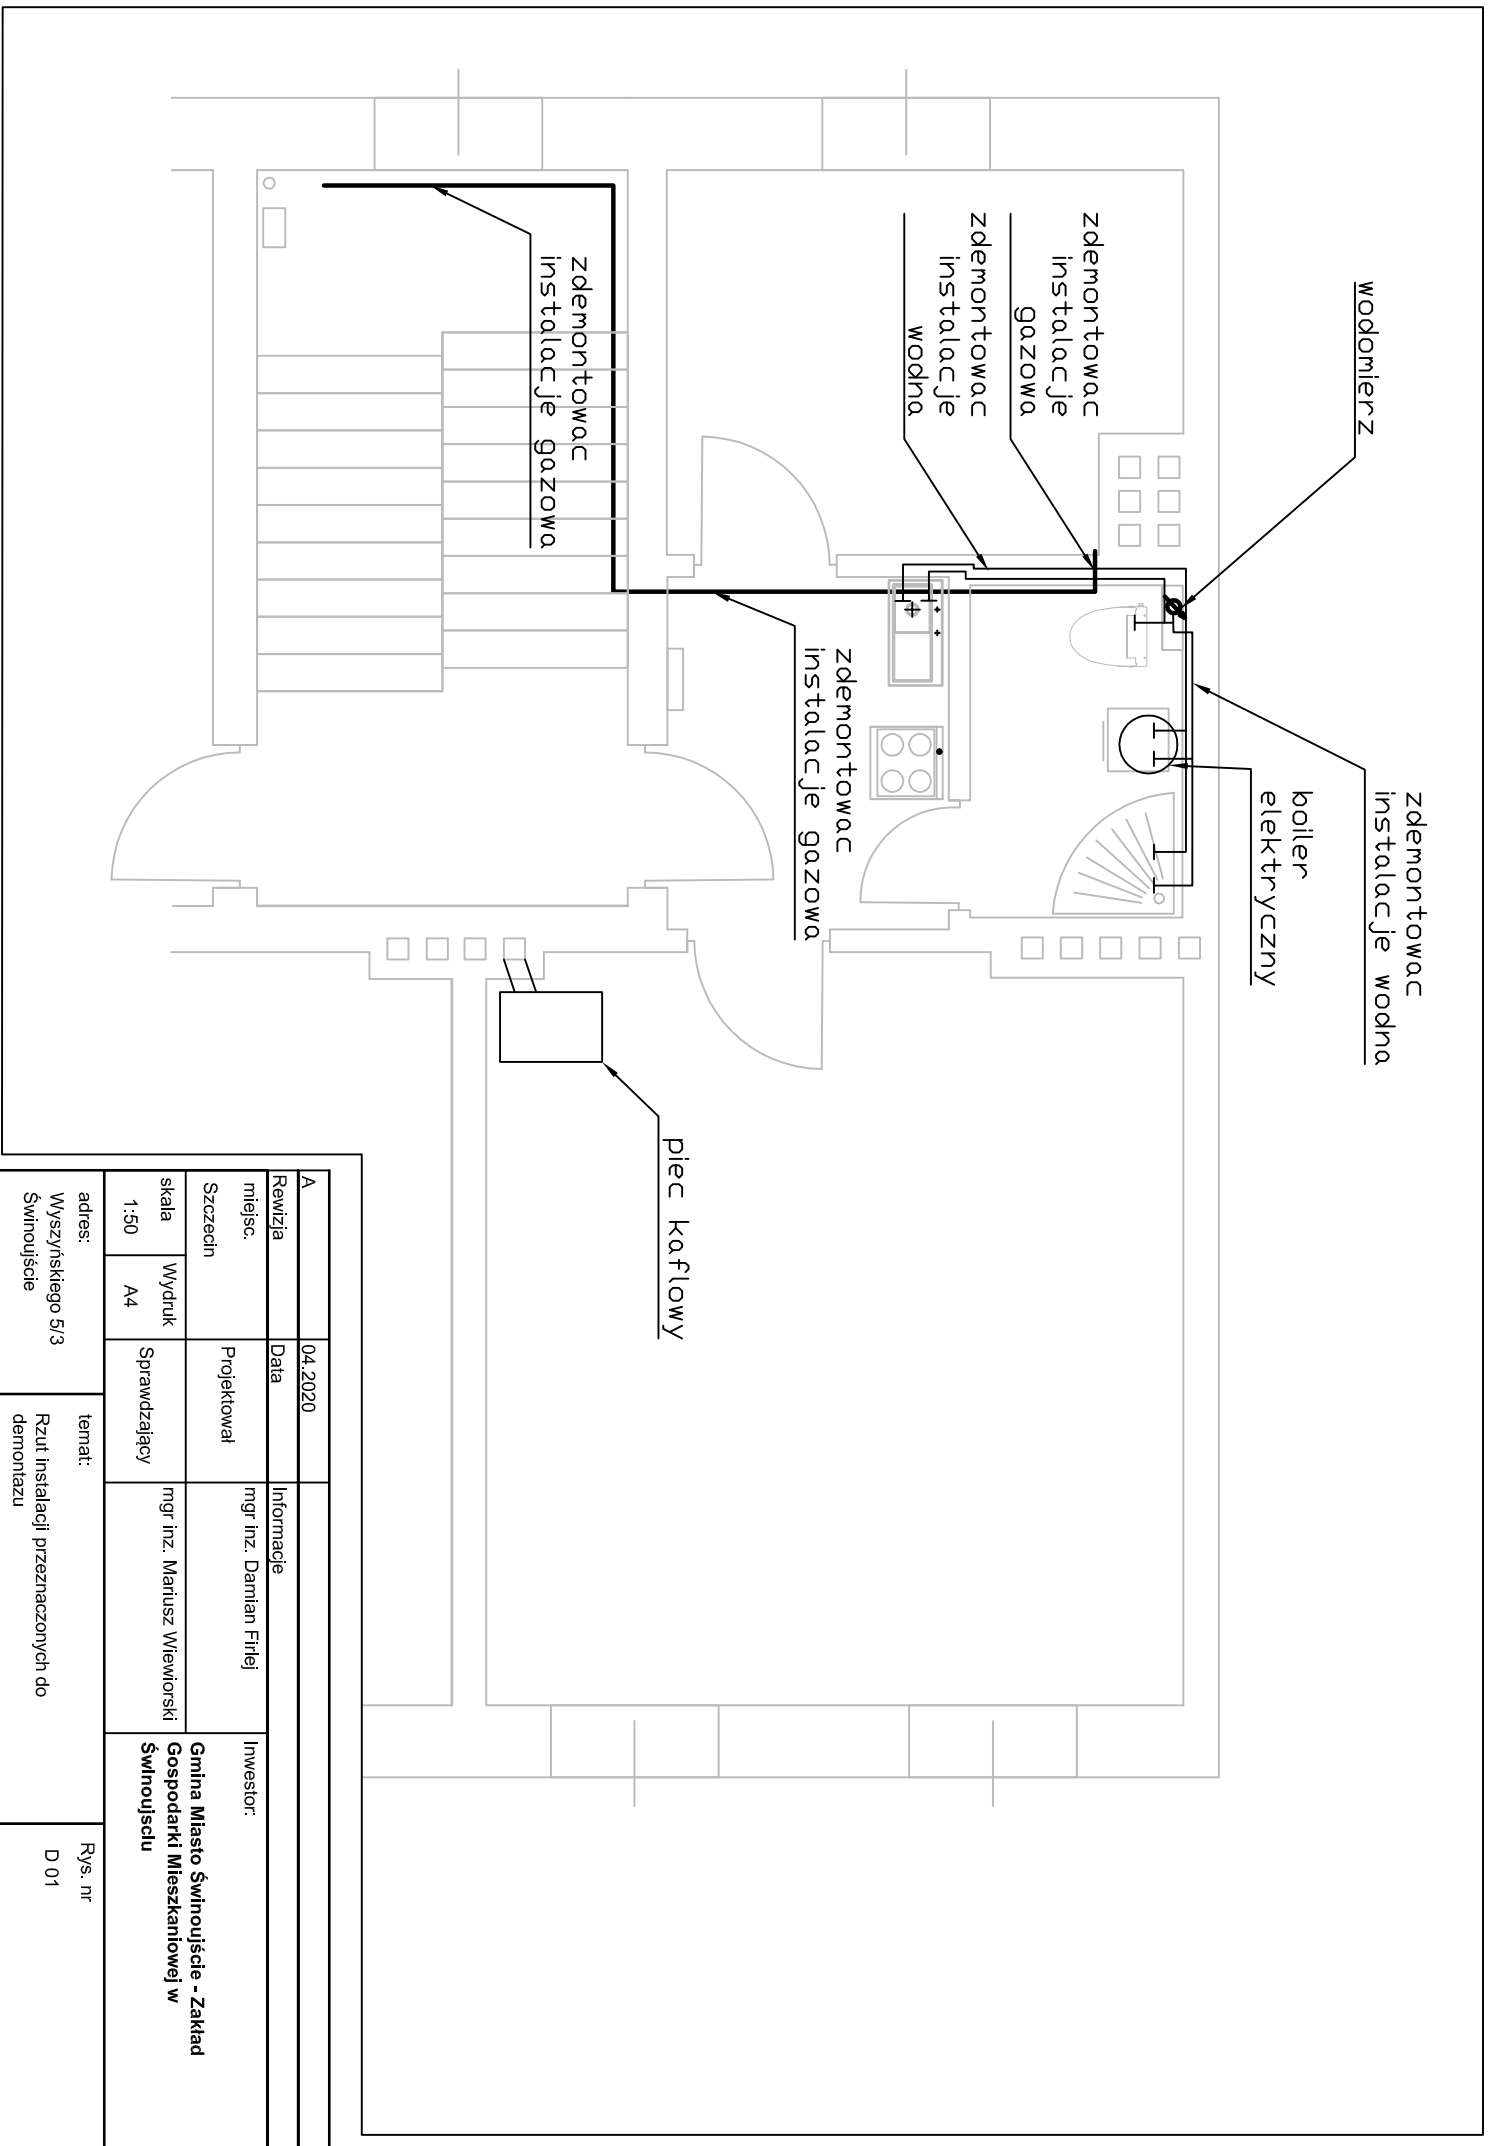 wodomierz
zdemontowac
instalacje wodna
boiler
elektryczny
zdemontowac
instalacje
gazowa
zdemontowac
instalacje
wodna
zdemontowac
instalacje gazowa
zdemontowac
instalacje gazowa
piec kaflowy
A
04.2020
Rewizja
Data
Informacje
miejsc.
Szczecin
Projektował
mgr inz. Damian Firlej
Inwestor:
Gmina Miasto Świnoujście - Zakład
Gospodarki Mieszkaniowej w
Świnoujsciu
skala
1:50
Wydruk
A4
Sprawdzający
mgr inz. Mariusz Wiewiorski
adres:
Wyszyńskiego 5/3
Świnoujście
temat:
Rzut instalacji przeznaczonych do
demontazu
Rys. nr
D 01